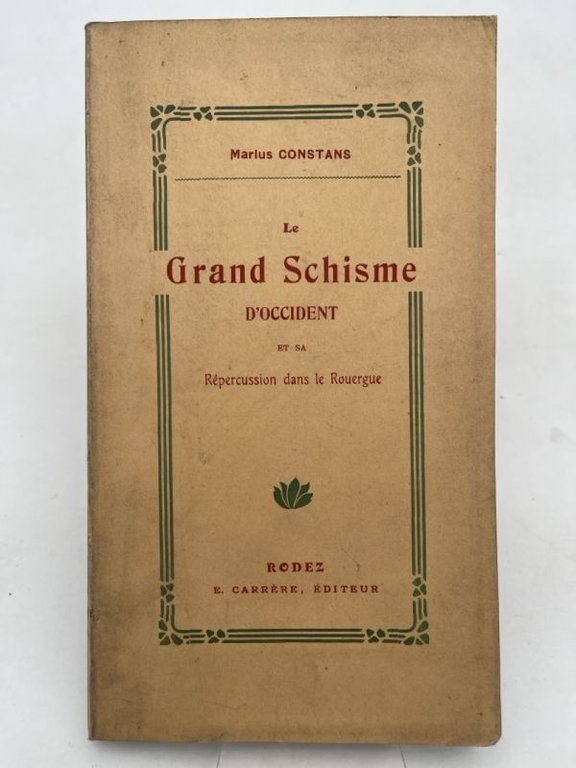 Marius CONSTANS
Le
Grand Schisme
D'OCCIDENT
ET SA
Répercussion dans le Rouergue
RODEZ
E. CARRÈRE, ÉDITEUR